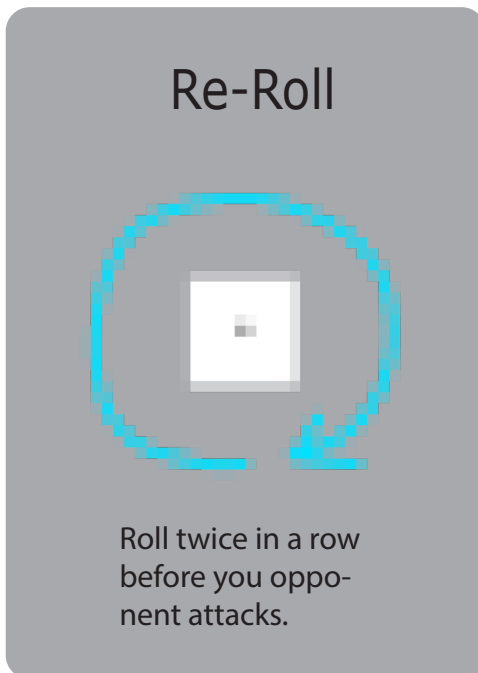 Re-Roll
Roll twice in a row
before you oppo-
nent attacks.